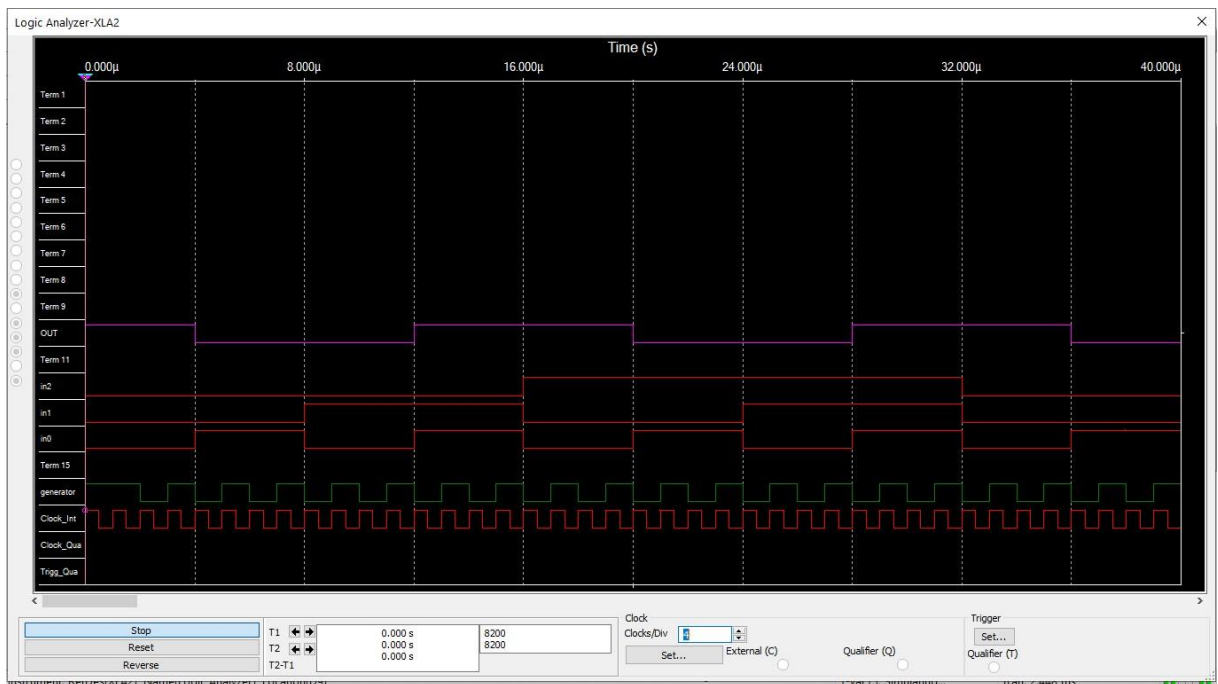 Logic Analyzer-XLA2
Time (s)
0.000µ 8.000µ 16.000µ 24.000µ 32.000µ 40.000µ
Term 1
Term 2
Term 3
Term 4
Term 5
Term 6
Term 7
Term 8
Term 9
OUT
Term 11
in2
in1
in0
Term 15
generator
Clock_Int
Clock_Qua
Trigg_Qua
Stop
Reset
Reverse
T1
T2
T2-T1
0.000 s
0.000 s
0.000 s
8200
8200
Clock
Clocks/Div 4
Set...
External (C)
Qualifier (Q)
Trigger
Set...
Qualifier (T)